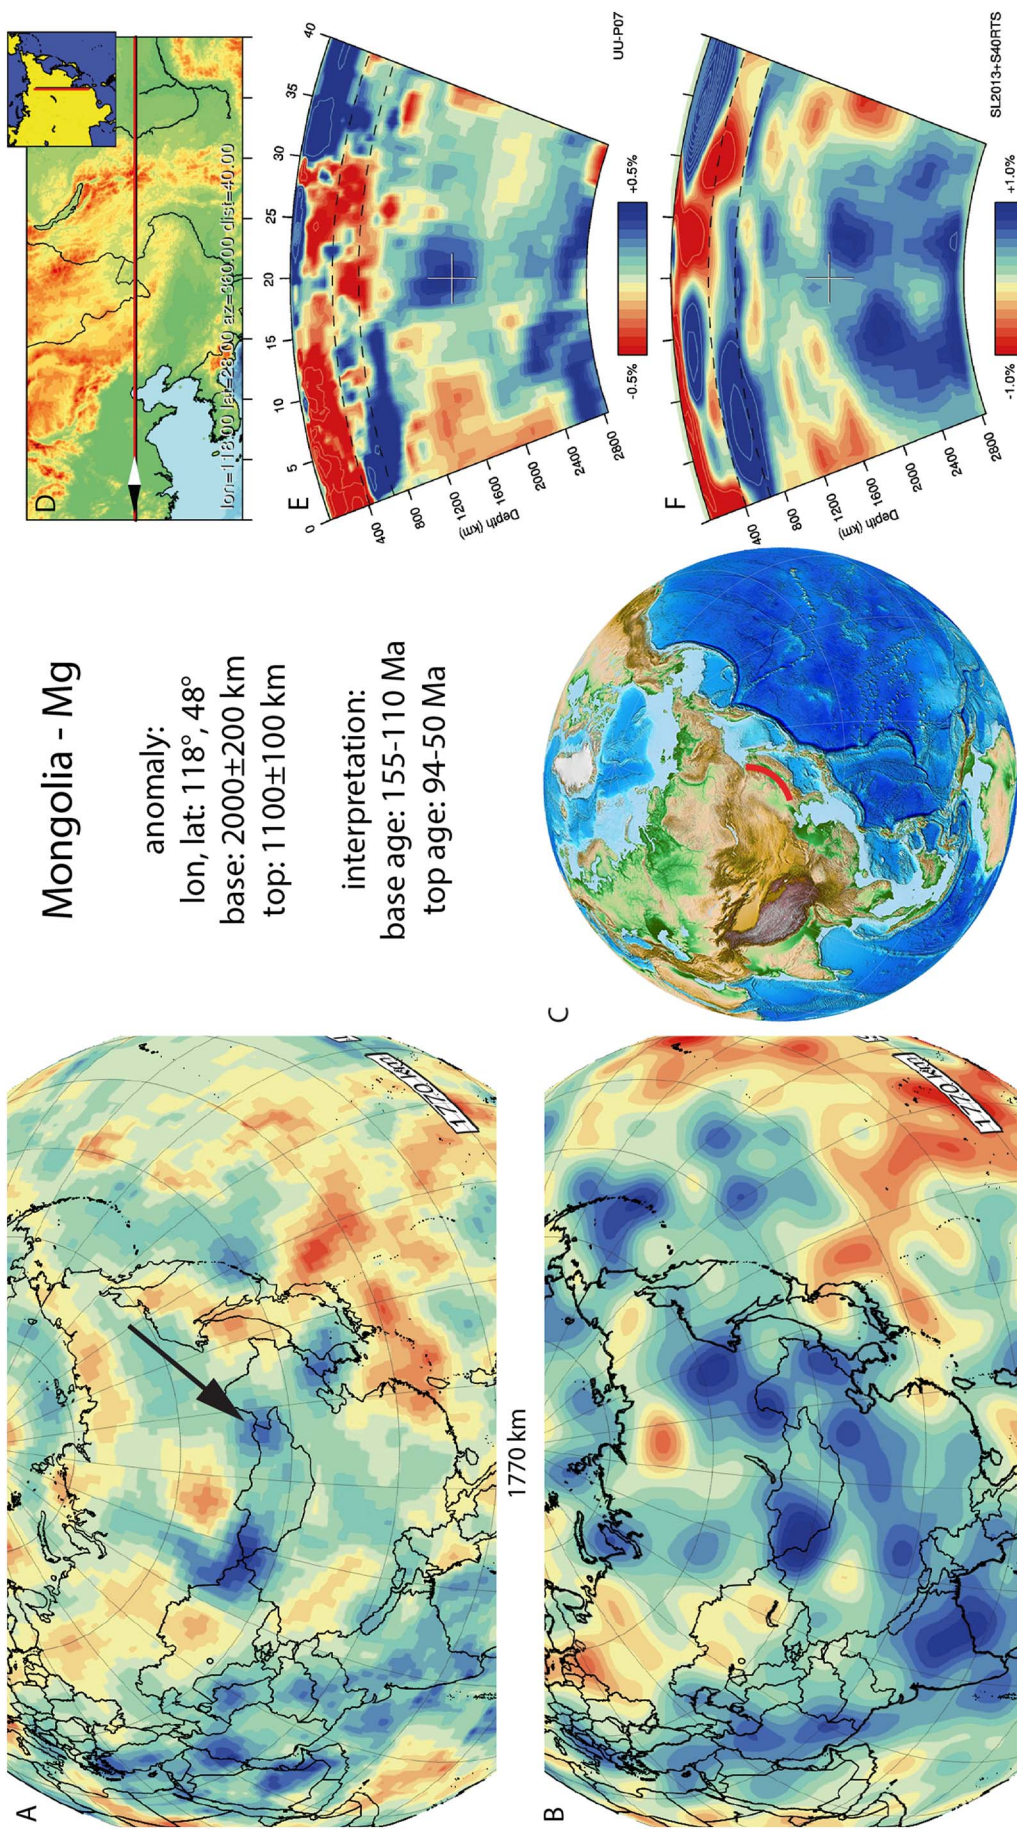 A
1770 km
B
1770 km
1770 km
Mongolia - Mg
anomaly:
lon, lat: 118°, 48°
base: 2000±200 km
top: 1100±100 km
interpretation:
base age: 155-110 Ma
top age: 94-50 Ma
C
D
lon=118.00 lat=28.00 az=360.00 dist=40.00
E
0
5
10
15
20
25
30
35
40
400
800
1200
1600
2000
2400
2800
Depth (km)
-0.5%
+0.5%
UU-P07
F
400
800
1200
1600
2000
2400
2800
Depth (km)
-1.0%
+1.0%
SL2013+S40RTS